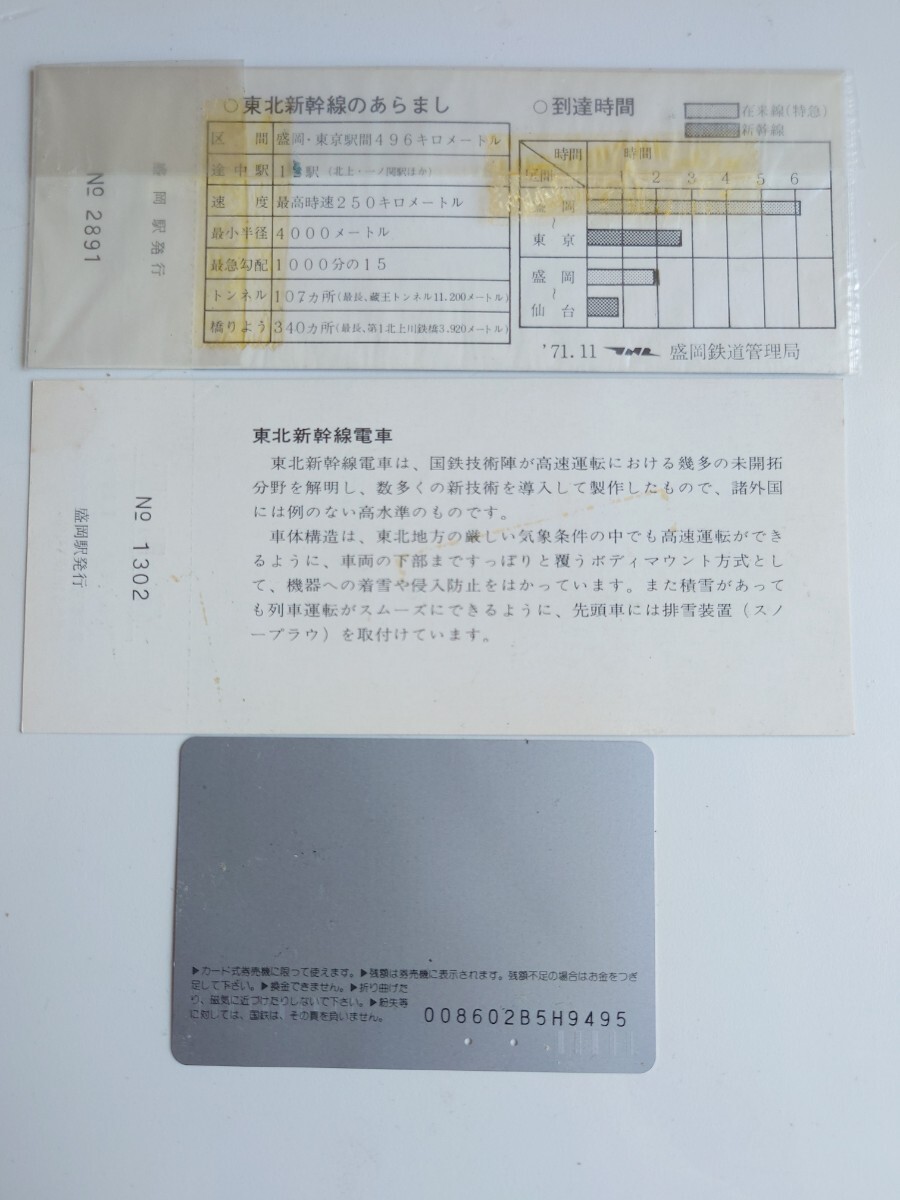 ○東北新幹線のあらまし
区間 盛岡・東京駅間496キロメートル
途中駅 駅（北上・一ノ関駅ほか）
速度 最高時速250キロメートル
最小半径 4000メートル
最急勾配 1000分の15
トンネル 107カ所（最長、蔵王トンネル11,200メートル）
橋りよう 340カ所（最長、第1北上川鉄橋3,920メートル）
○到達時間
在来線（特急）
新幹線
時間 時間
区間 1 2 3 4 5 6
盛岡
〜
東京
盛岡
〜
仙台
'71.11 JNR 盛岡鉄道管理局
盛岡駅発行
№ 2891
東北新幹線電車
東北新幹線電車は、国鉄技術陣が高速運転における幾多の未開拓
分野を解明し、数多くの新技術を導入して製作したもので、諸外国
には例のない高水準のものです。
車体構造は、東北地方の厳しい気象条件の中でも高速運転ができ
るように、車両の下部まですっぽりと覆うボディマウント方式とし
て、機器への着雪や侵入防止をはかっています。また積雪があって
も列車運転がスムーズにできるように、先頭車には排雪装置（スノ
ープラウ）を取付けています。
№ 1302
盛岡駅発行
▶カード式券売機に限って使えます。▶残額は券売機に表示されます。残額不足の場合はお金をつぎ
足して下さい。▶換金できません。▶折り曲げた
り、磁気に近づけたりしないで下さい。▶紛失等
に対しては、国鉄は、その責を負いません。
008602B5H9495